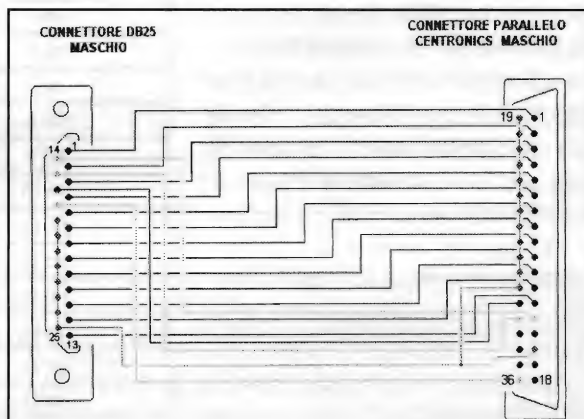 CONNETTORE DB25
MASCHIO
CONNETTORE PARALLELO
CENTRONICS MASCHIO
14 1
25 13
19 1
36 18